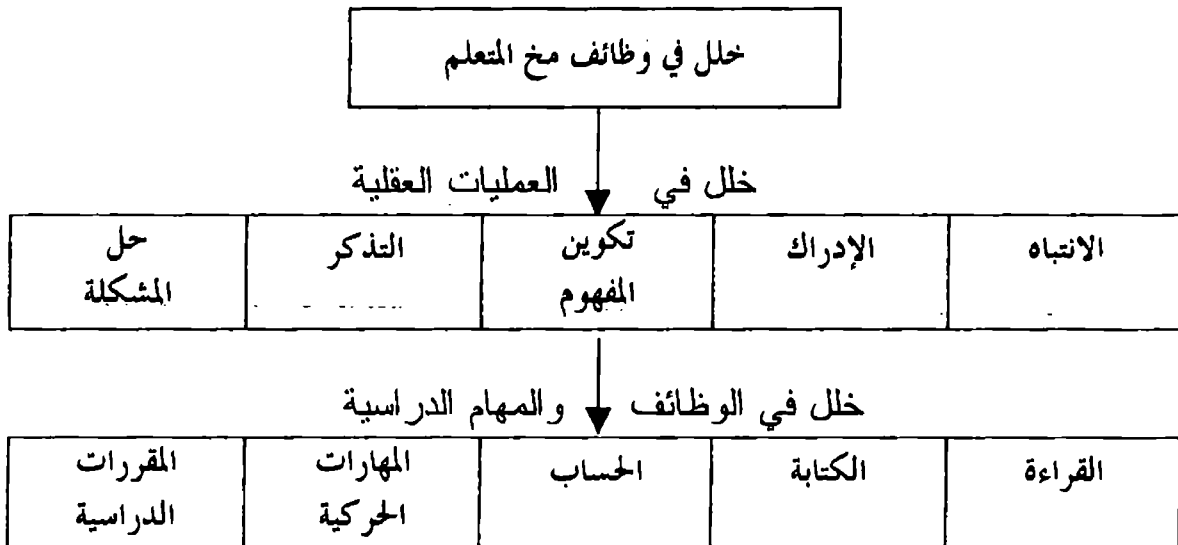 خلل في وظائف مخ المتعلم
خلل في العمليات العقلية
الانتباه
الإدراك
تكوين
المفهوم
التذكر
حل
المشكلة
خلل في الوظائف والمهام الدراسية
القراءة
الكتابة
الحساب
المهارات
الحركية
المقررات
الدراسية